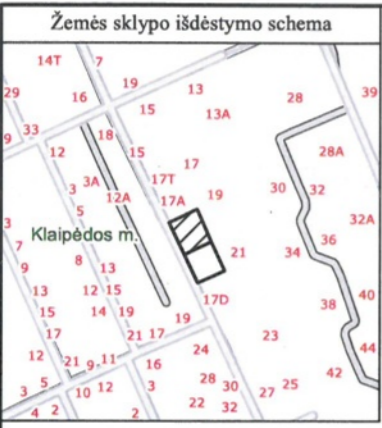 Žemės sklypo išdėstymo schema
14T 7
29 16 19 13 28 39
15 13A
9 33 18
12 15 17 28A
3 3A 17T 30 32
12A 17A 19
3 5 32A
Klaipėdos m.
7 36
8 21 34
9 13
13 12 15 17D 38 40
15 14 19 19
17 21 17 23 44
12 21 9 11 24
16 42
3 5 10 12 3 28 30 27 25
4 2 2 22 32